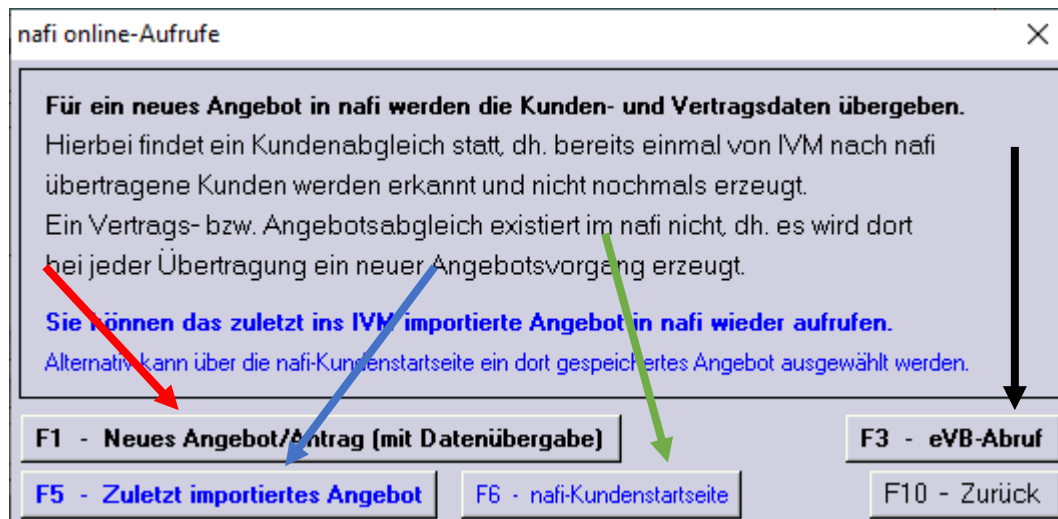 nafi online-Aufrufe
Für ein neues Angebot in nafi werden die Kunden- und Vertragsdaten übergeben.
Hierbei findet ein Kundenabgleich statt, dh. bereits einmal von IVM nach nafi
übertragene Kunden werden erkannt und nicht nochmals erzeugt.
Ein Vertrags- bzw. Angebotsabgleich existiert im nafi nicht, dh. es wird dort
bei jeder Übertragung ein neuer Angebotsvorgang erzeugt.
Sie können das zuletzt ins IVM importierte Angebot in nafi wieder aufrufen.
Alternativ kann über die nafi-Kundenstartseite ein dort gespeichertes Angebot ausgewählt werden.
F1 - Neues Angebot/Antrag (mit Datenübergabe)
F3 - eVB-Abruf
F5 - Zuletzt importiertes Angebot
F6 - nafi-Kundenstartseite
F10 - Zurück